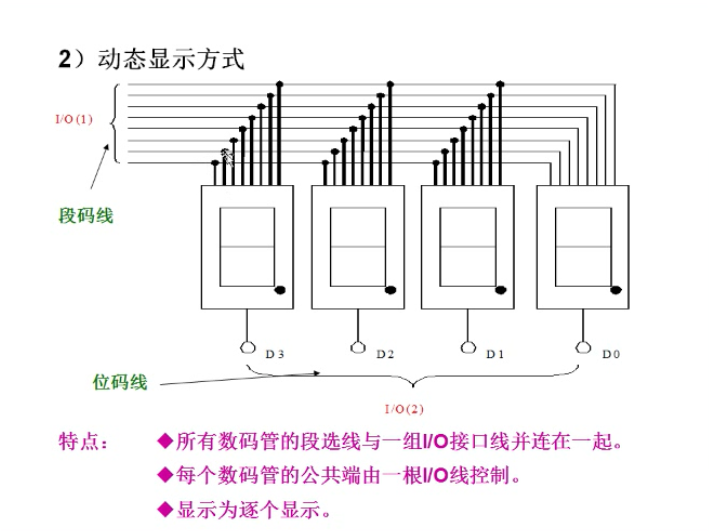 2）动态显示方式
I/O(1)
段码线
D3 D2 D1 D0
位码线
I/O(2)
特点： ◆所有数码管的段选线与一组I/O接口线并连在一起。
◆每个数码管的公共端由一根I/O线控制。
◆显示为逐个显示。